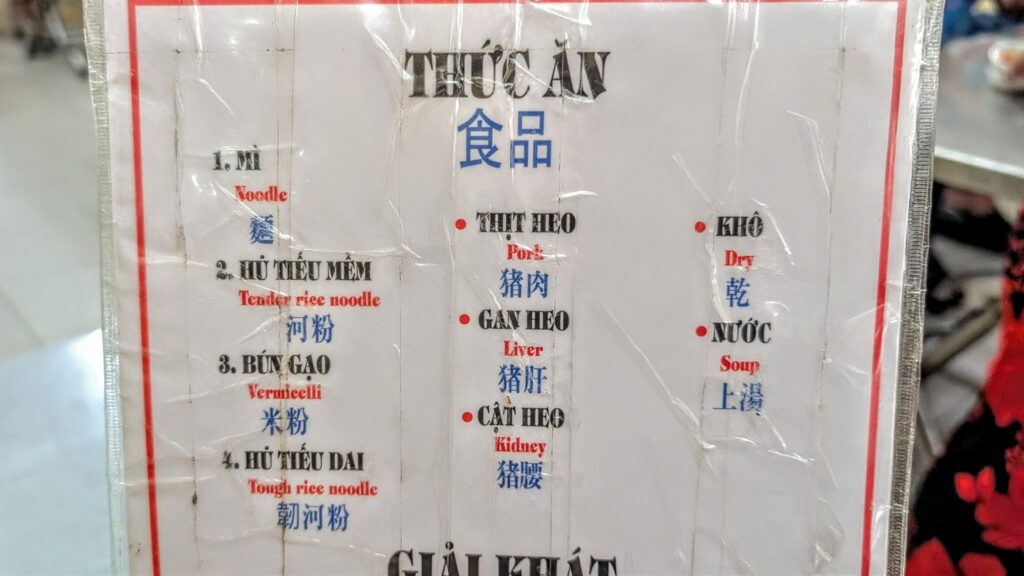 THỨC ĂN
食品
1. MÌ
Noodle
麵
2. HỦ TIẾU MỀM
Tender rice noodle
河粉
3. BÚN GẠO
Vermicelli
米粉
4. HỦ TIẾU DAI
Tough rice noodle
韌河粉
• THỊT HEO
Pork
猪肉
• GAN HEO
Liver
猪肝
• CẬT HEO
Kidney
猪腰
• KHÔ
Dry
乾
• NƯỚC
Soup
上湯
GIẢI KHÁT